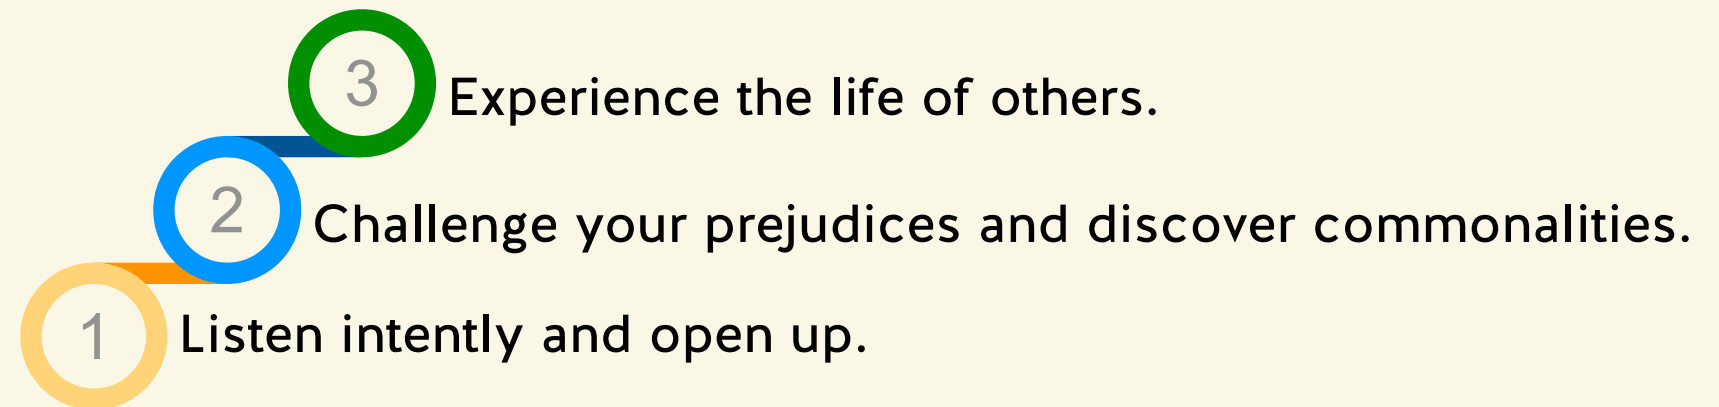 3
Experience the life of others.
2
Challenge your prejudices and discover commonalities.
1
Listen intently and open up.